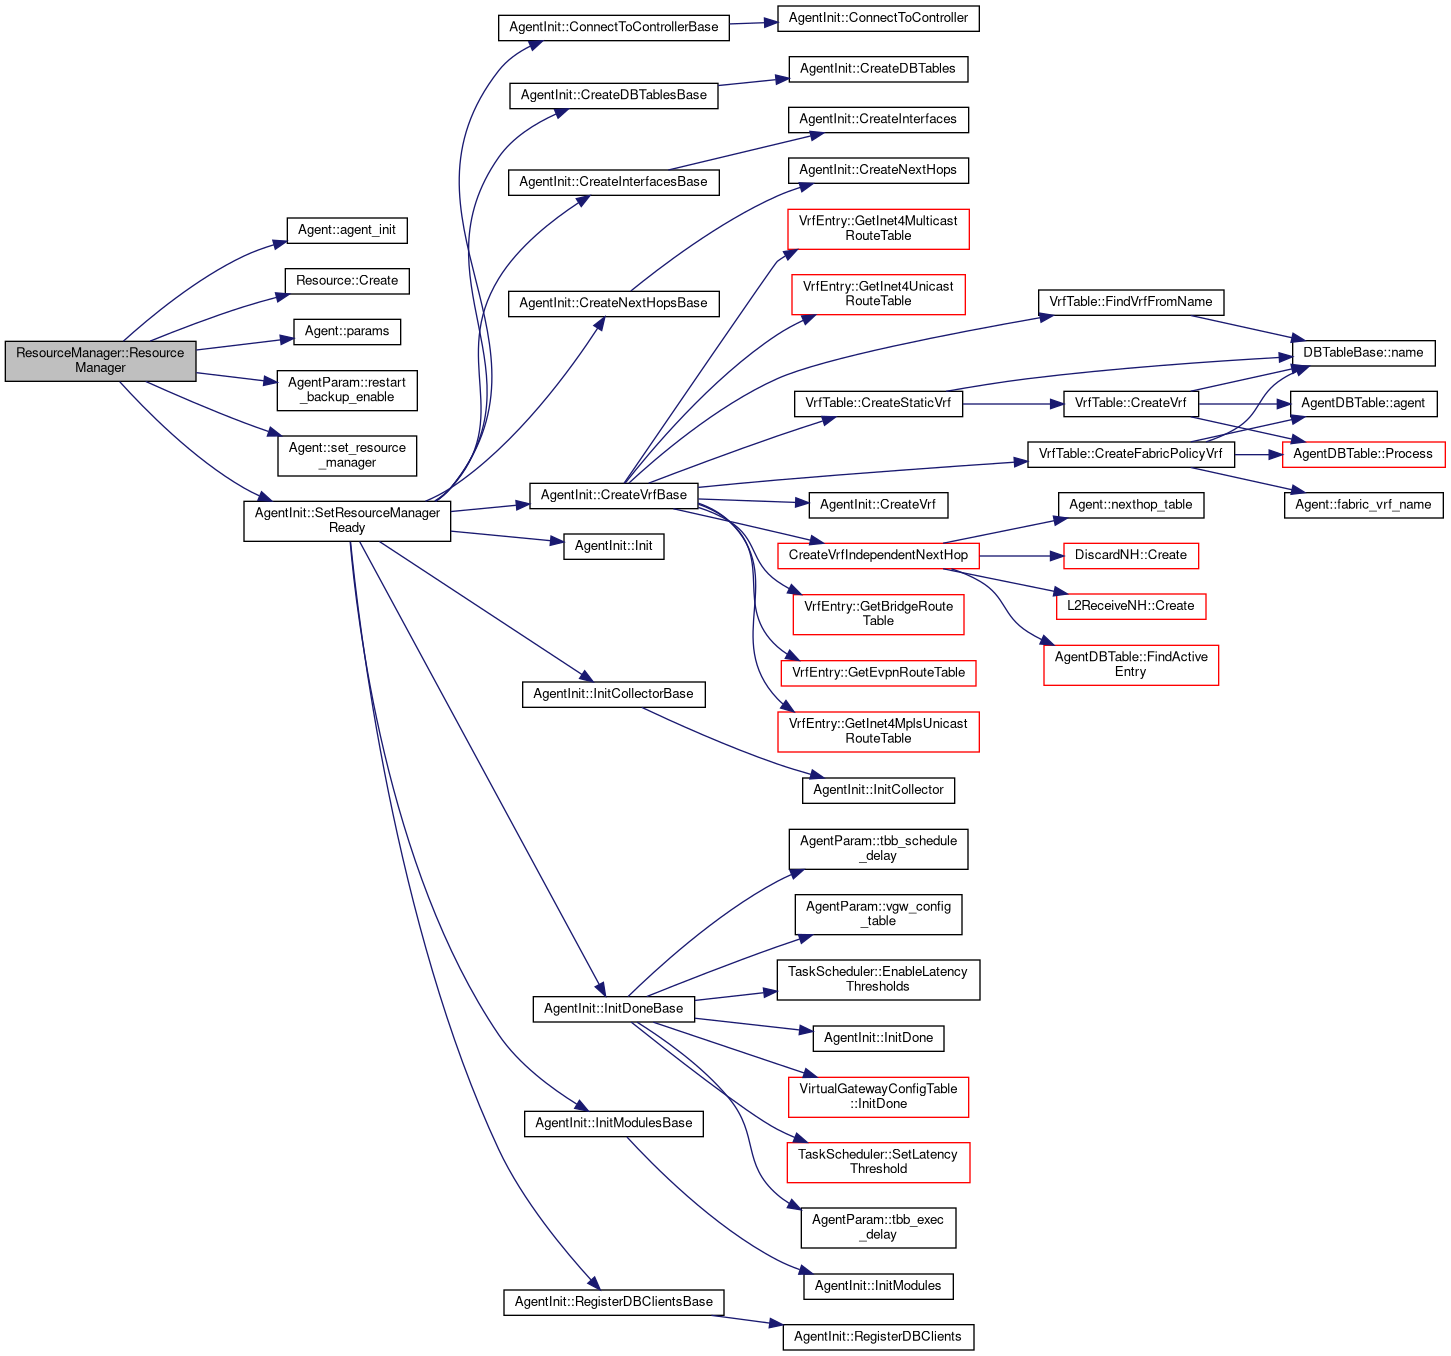 ResourceManager::Resource
Manager
Agent::agent_init
Resource::Create
Agent::params
AgentParam::restart
_backup_enable
Agent::set_resource
_manager
AgentInit::SetResourceManager
Ready
AgentInit::ConnectToControllerBase
AgentInit::CreateDBTablesBase
AgentInit::CreateInterfacesBase
AgentInit::CreateNextHopsBase
AgentInit::CreateVrfBase
AgentInit::Init
AgentInit::InitCollectorBase
AgentInit::InitDoneBase
AgentInit::InitModulesBase
AgentInit::RegisterDBClientsBase
AgentInit::ConnectToController
AgentInit::CreateDBTables
AgentInit::CreateInterfaces
AgentInit::CreateNextHops
VrfEntry::GetInet4Multicast
RouteTable
VrfEntry::GetInet4Unicast
RouteTable
VrfTable::CreateStaticVrf
AgentInit::CreateVrf
CreateVrfIndependentNextHop
VrfEntry::GetBridgeRoute
Table
VrfEntry::GetEvpnRouteTable
VrfEntry::GetInet4MplsUnicast
RouteTable
AgentInit::InitCollector
AgentParam::tbb_schedule
_delay
AgentParam::vgw_config
_table
TaskScheduler::EnableLatency
Thresholds
AgentInit::InitDone
VirtualGatewayConfigTable
::InitDone
TaskScheduler::SetLatency
Threshold
AgentParam::tbb_exec
_delay
AgentInit::InitModules
AgentInit::RegisterDBClients
VrfTable::FindVrfFromName
VrfTable::CreateVrf
VrfTable::CreateFabricPolicyVrf
Agent::nexthop_table
DiscardNH::Create
L2ReceiveNH::Create
AgentDBTable::FindActive
Entry
DBTableBase::name
AgentDBTable::agent
AgentDBTable::Process
Agent::fabric_vrf_name